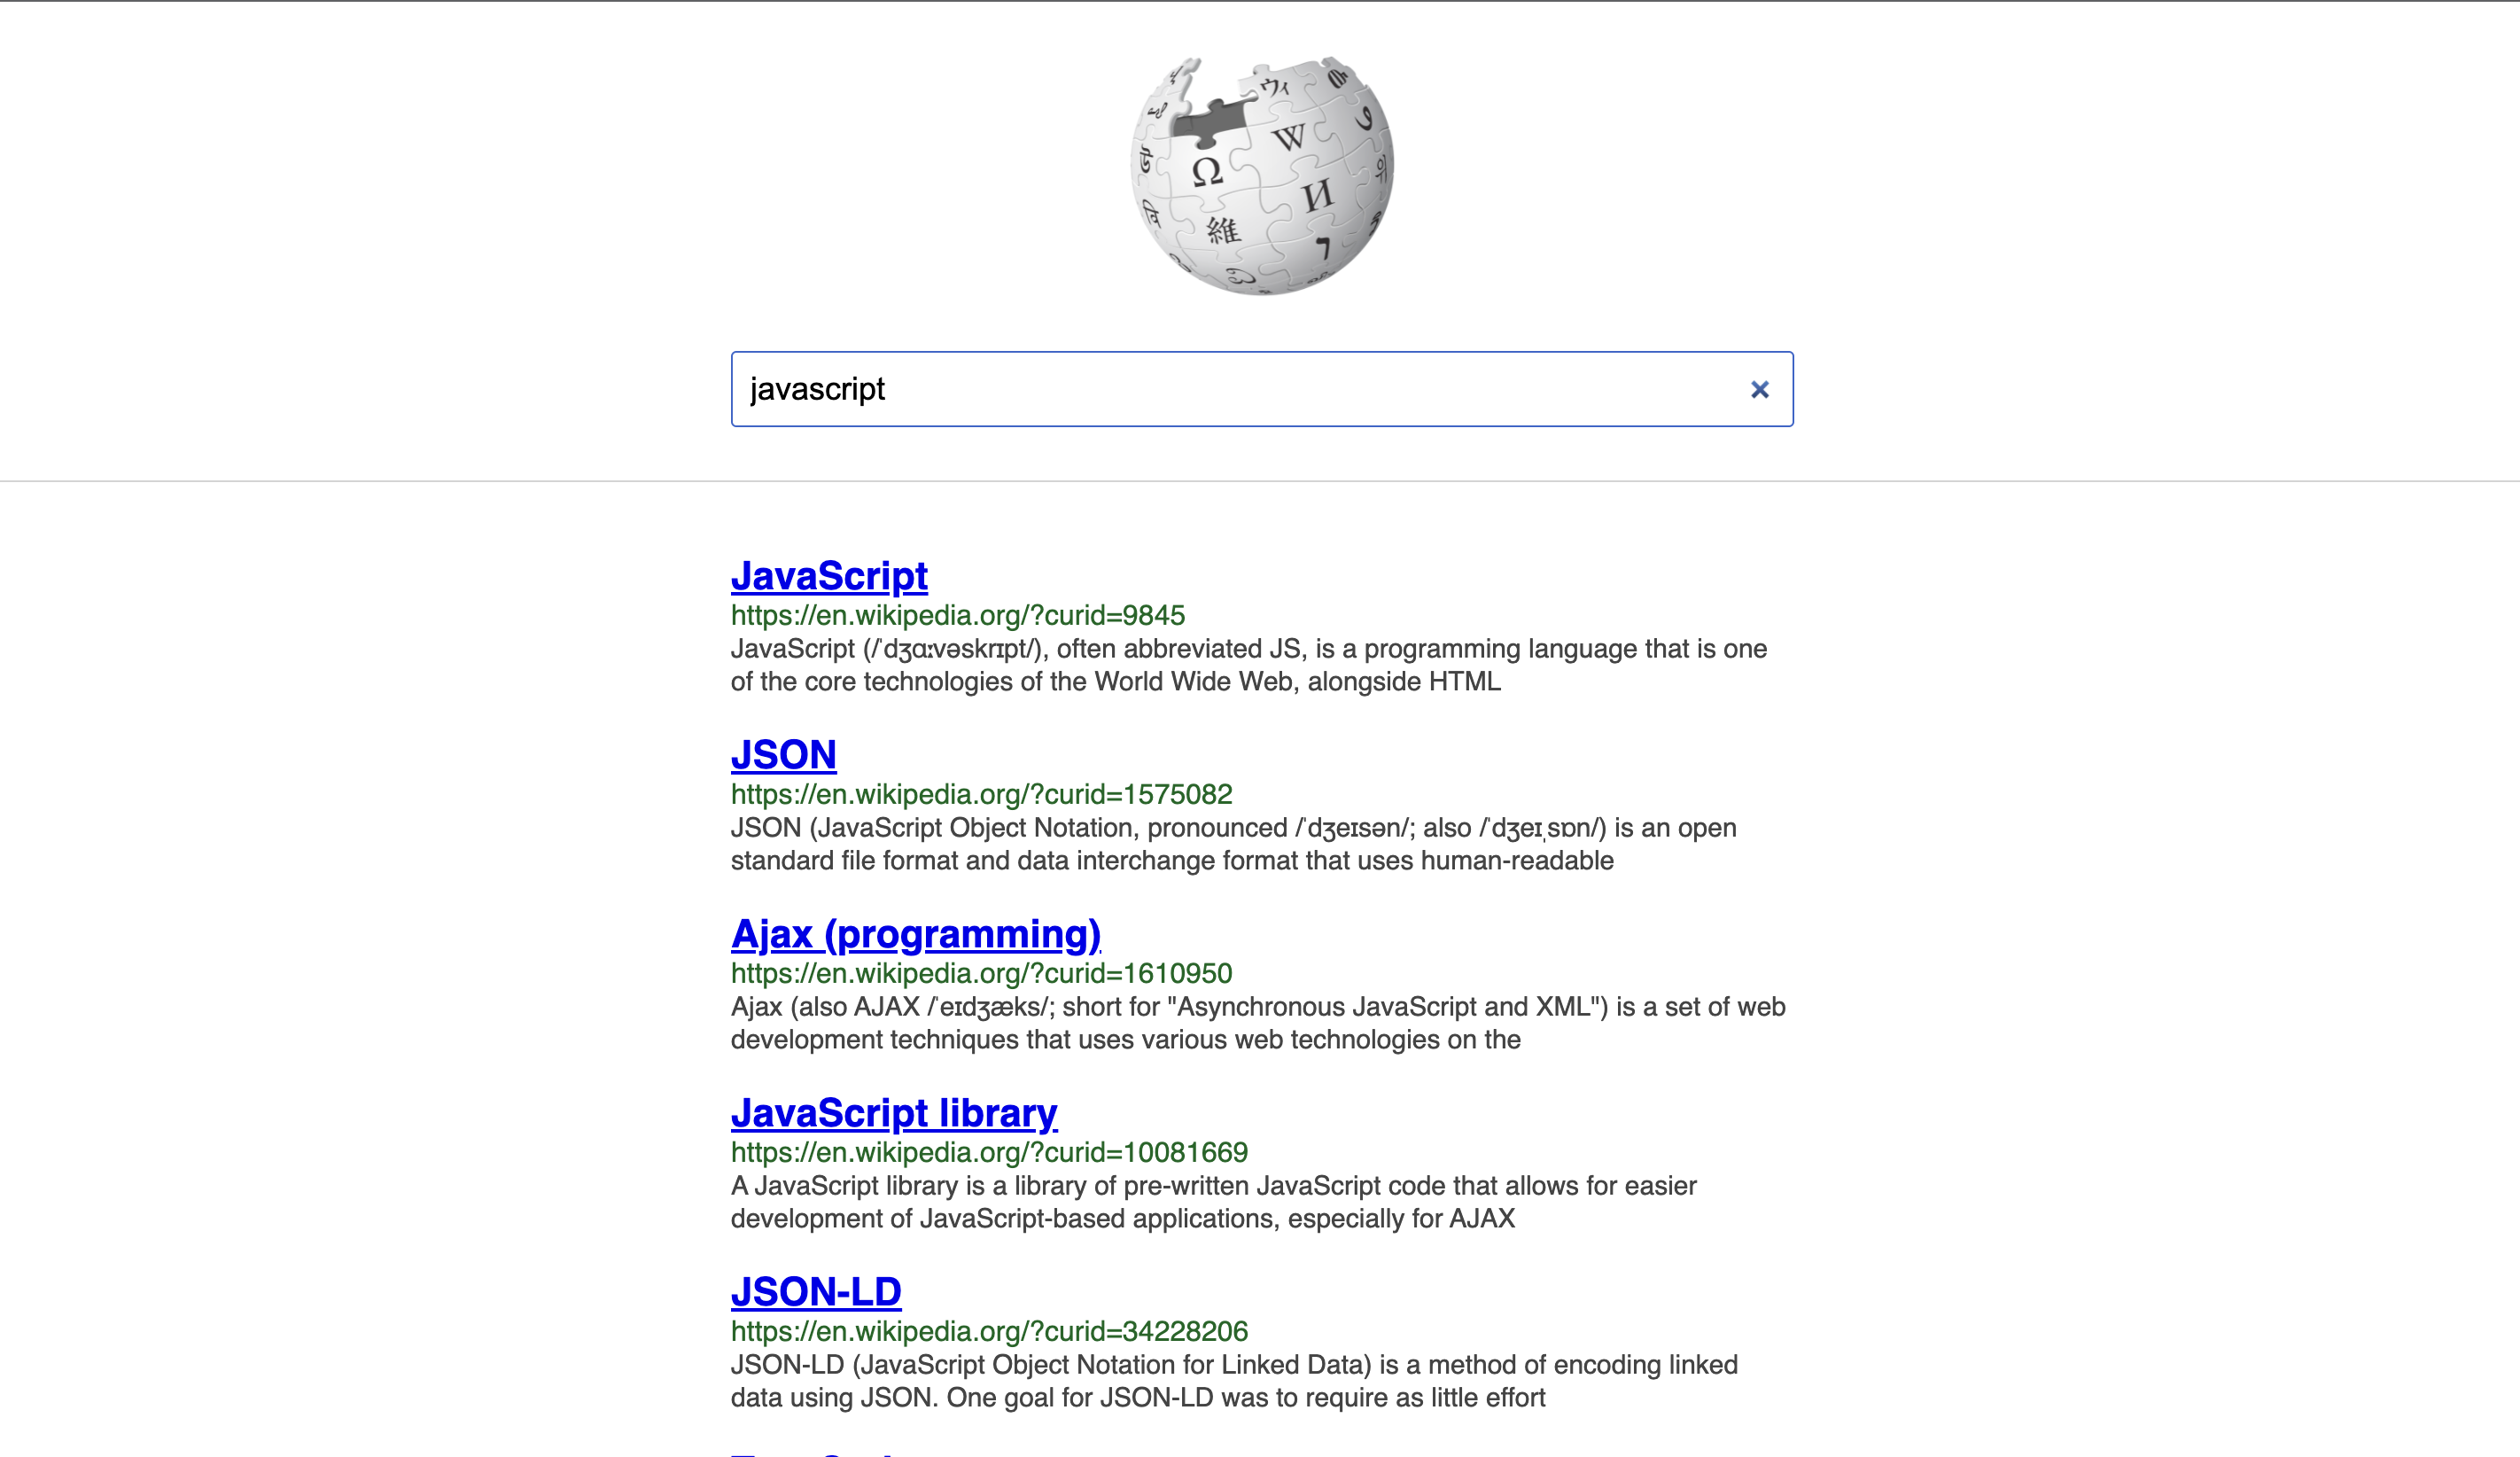 Ω W И 維 ウィ ו
javascript
JavaScript
https://en.wikipedia.org/?curid=9845
JavaScript (/ˈdʒɑːvəskrɪpt/), often abbreviated JS, is a programming language that is one
of the core technologies of the World Wide Web, alongside HTML
JSON
https://en.wikipedia.org/?curid=1575082
JSON (JavaScript Object Notation, pronounced /ˈdʒeɪsən/; also /ˈdʒeɪˌsɒn/) is an open
standard file format and data interchange format that uses human-readable
Ajax (programming)
https://en.wikipedia.org/?curid=1610950
Ajax (also AJAX /ˈeɪdʒæks/; short for "Asynchronous JavaScript and XML") is a set of web
development techniques that uses various web technologies on the
JavaScript library
https://en.wikipedia.org/?curid=10081669
A JavaScript library is a library of pre-written JavaScript code that allows for easier
development of JavaScript-based applications, especially for AJAX
JSON-LD
https://en.wikipedia.org/?curid=34228206
JSON-LD (JavaScript Object Notation for Linked Data) is a method of encoding linked
data using JSON. One goal for JSON-LD was to require as little effort